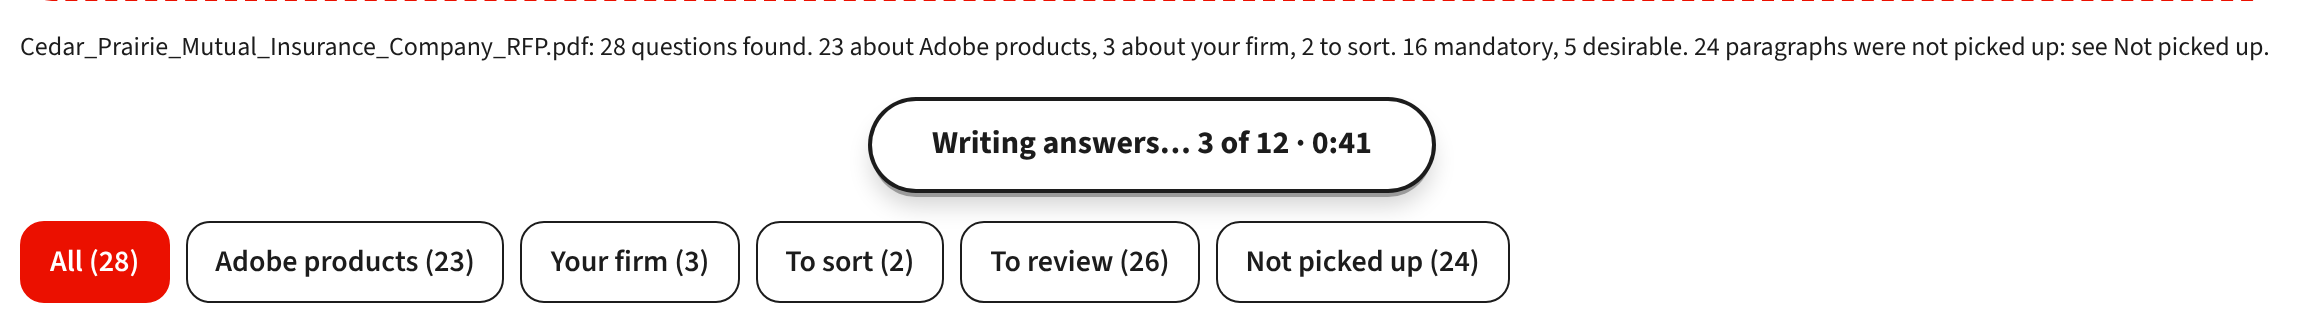 Cedar_Prairie_Mutual_Insurance_Company_RFP.pdf: 28 questions found. 23 about Adobe products, 3 about your firm, 2 to sort. 16 mandatory, 5 desirable. 24 paragraphs were not picked up: see Not picked up.
Writing answers... 3 of 12 · 0:41
All (28)
Adobe products (23)
Your firm (3)
To sort (2)
To review (26)
Not picked up (24)